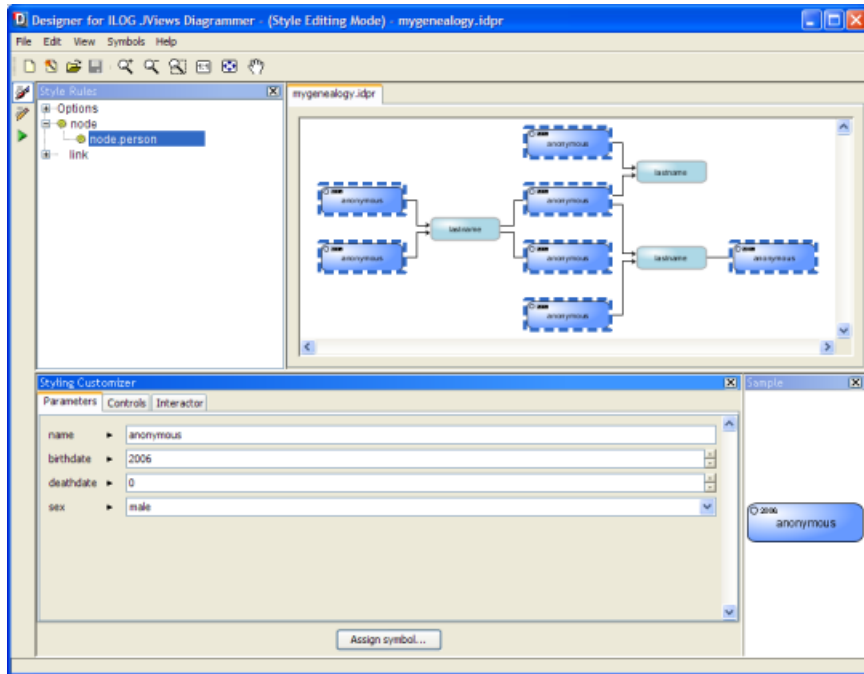 Designer for ILOG JViews Diagrammer - (Style Editing Mode) - mygenealogy.idpr
File Edit View Symbols Help
Style Rules
Options
node
node.person
link
mygenealogy.idpr
anonymous
lastname
anonymous
anonymous
lastname
anonymous
anonymous
lastname
anonymous
anonymous
Styling Customizer
Parameters Controls Interactor
name anonymous
birthdate 2006
deathdate 0
sex male
Assign symbol...
Sample
2006
anonymous